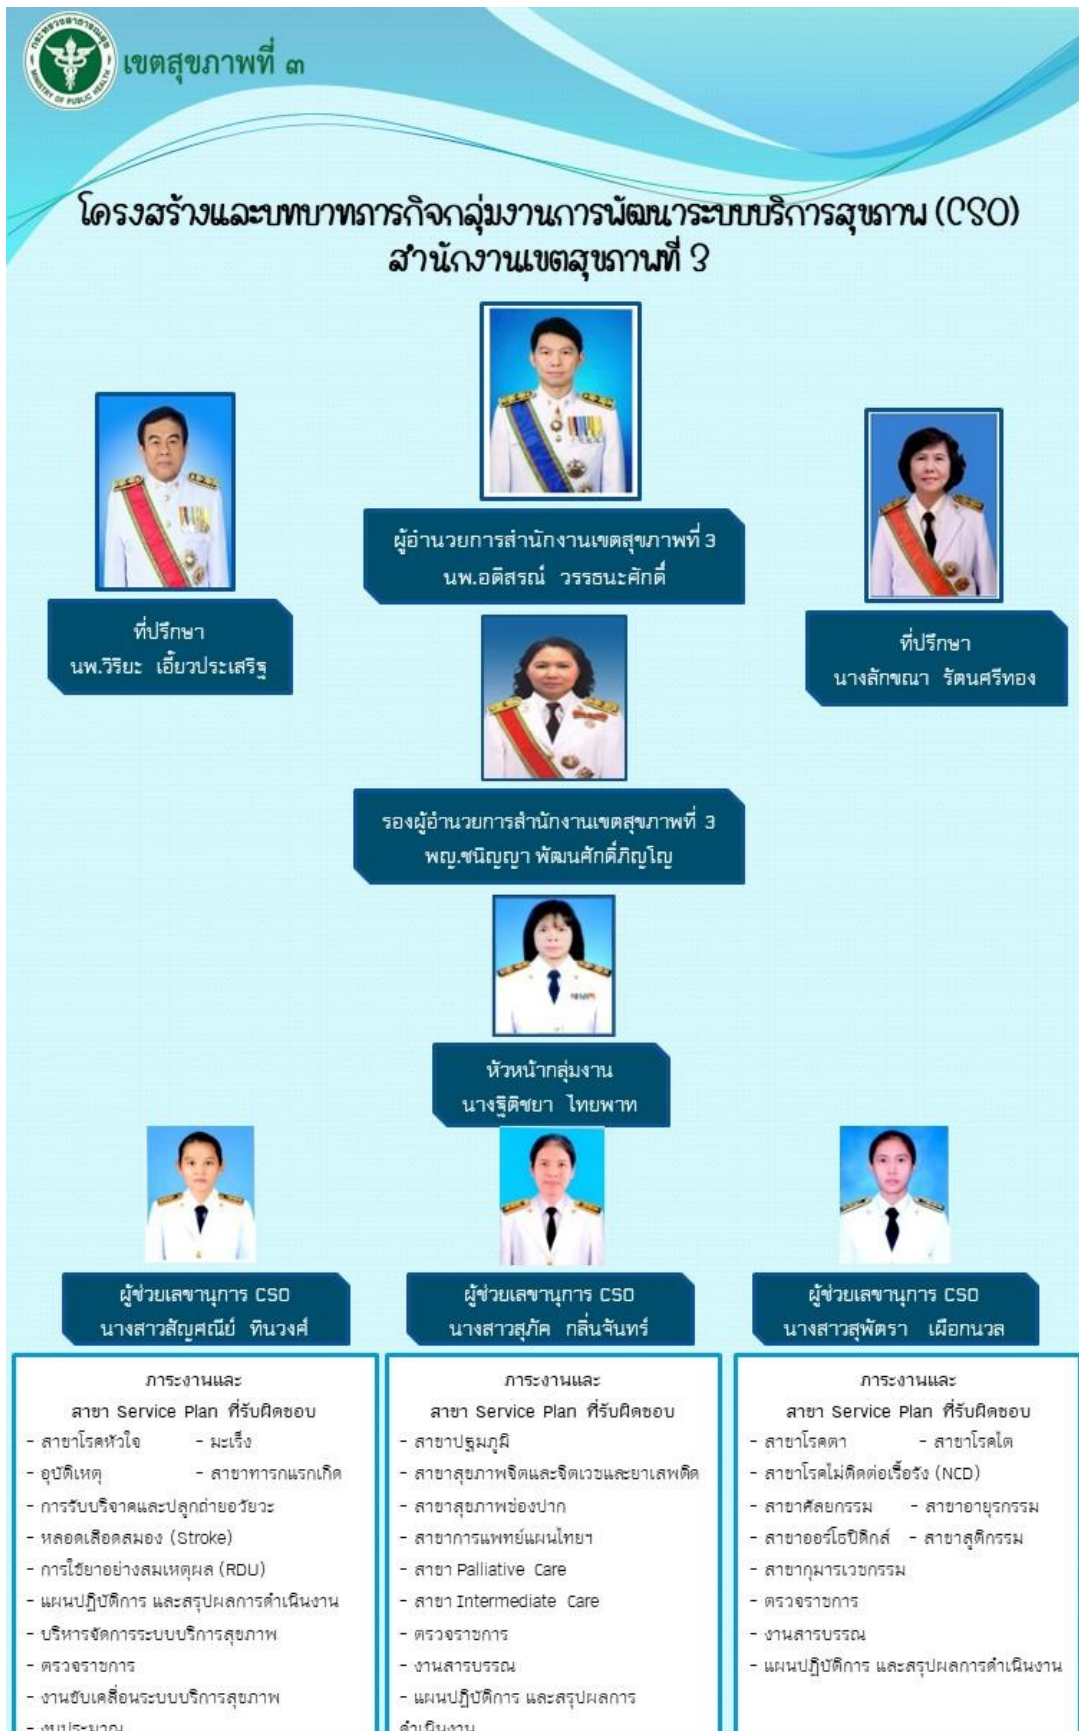 กระทรวงสาธารณสุข
MINISTRY OF PUBLIC HEALTH
เขตสุขภาพที่ ๓
โครงสร้างและบทบาทภารกิจกลุ่มงานการพัฒนาระบบบริการสุขภาพ (CSO)
สำนักงานเขตสุขภาพที่ 3
ผู้อำนวยการสำนักงานเขตสุขภาพที่ 3
นพ.อดิสรณ์ วรรธนะศักดิ์
ที่ปรึกษา
นพ.วิริยะ เอี๊ยวประเสริฐ
ที่ปรึกษา
นางลักขณา รัตนศรีทอง
รองผู้อำนวยการสำนักงานเขตสุขภาพที่ 3
พญ.ชนิญญา พัฒนศักดิ์ภิญโญ
หัวหน้ากลุ่มงาน
นางฐิติชยา ไทยพาท
ผู้ช่วยเลขานุการ CSO
นางสาวสัญศณีย์ ทินวงศ์
ผู้ช่วยเลขานุการ CSO
นางสาวสุภัค กลิ่นจันทร์
ผู้ช่วยเลขานุการ CSO
นางสาวสุพัตรา เผือกนวล
ภาระงานและ
สาขา Service Plan ที่รับผิดชอบ
- สาขาโรคหัวใจ - มะเร็ง
- อุบัติเหตุ - สาขาทารกแรกเกิด
- การรับบริจาคและปลูกถ่ายอวัยวะ
- หลอดเลือดสมอง (Stroke)
- การใช้ยาอย่างสมเหตุผล (RDU)
- แผนปฏิบัติการ และสรุปผลการดำเนินงาน
- บริหารจัดการระบบบริการสุขภาพ
- ตรวจราชการ
- งานขับเคลื่อนระบบบริการสุขภาพ
- งบประมาณ
ภาระงานและ
สาขา Service Plan ที่รับผิดชอบ
- สาขาปฐมภูมิ
- สาขาสุขภาพจิตและจิตเวชและยาเสพติด
- สาขาสุขภาพช่องปาก
- สาขาการแพทย์แผนไทยฯ
- สาขา Palliative Care
- สาขา Intermediate Care
- ตรวจราชการ
- งานสารบรรณ
- แผนปฏิบัติการ และสรุปผลการ
ดำเนินงาน
ภาระงานและ
สาขา Service Plan ที่รับผิดชอบ
- สาขาโรคตา - สาขาโรคไต
- สาขาโรคไม่ติดต่อเรื้อรัง (NCD)
- สาขาศัลยกรรม - สาขาอายุรกรรม
- สาขาออร์โธปิดิกส์ - สาขาสูติกรรม
- สาขากุมารเวชกรรม
- ตรวจราชการ
- งานสารบรรณ
- แผนปฏิบัติการ และสรุปผลการดำเนินงาน